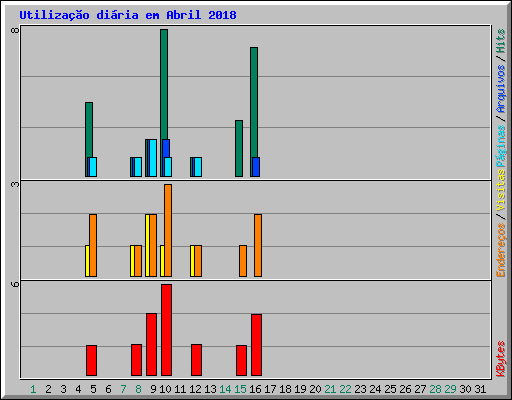 Utilização diária em Abril 2018
8
3
6
Kbytes
Endereços / Visitas Páginas / Arquivos / Hits
1 2 3 4 5 6 7 8 9 10 11 12 13 14 15 16 17 18 19 20 21 22 23 24 25 26 27 28 29 30 31